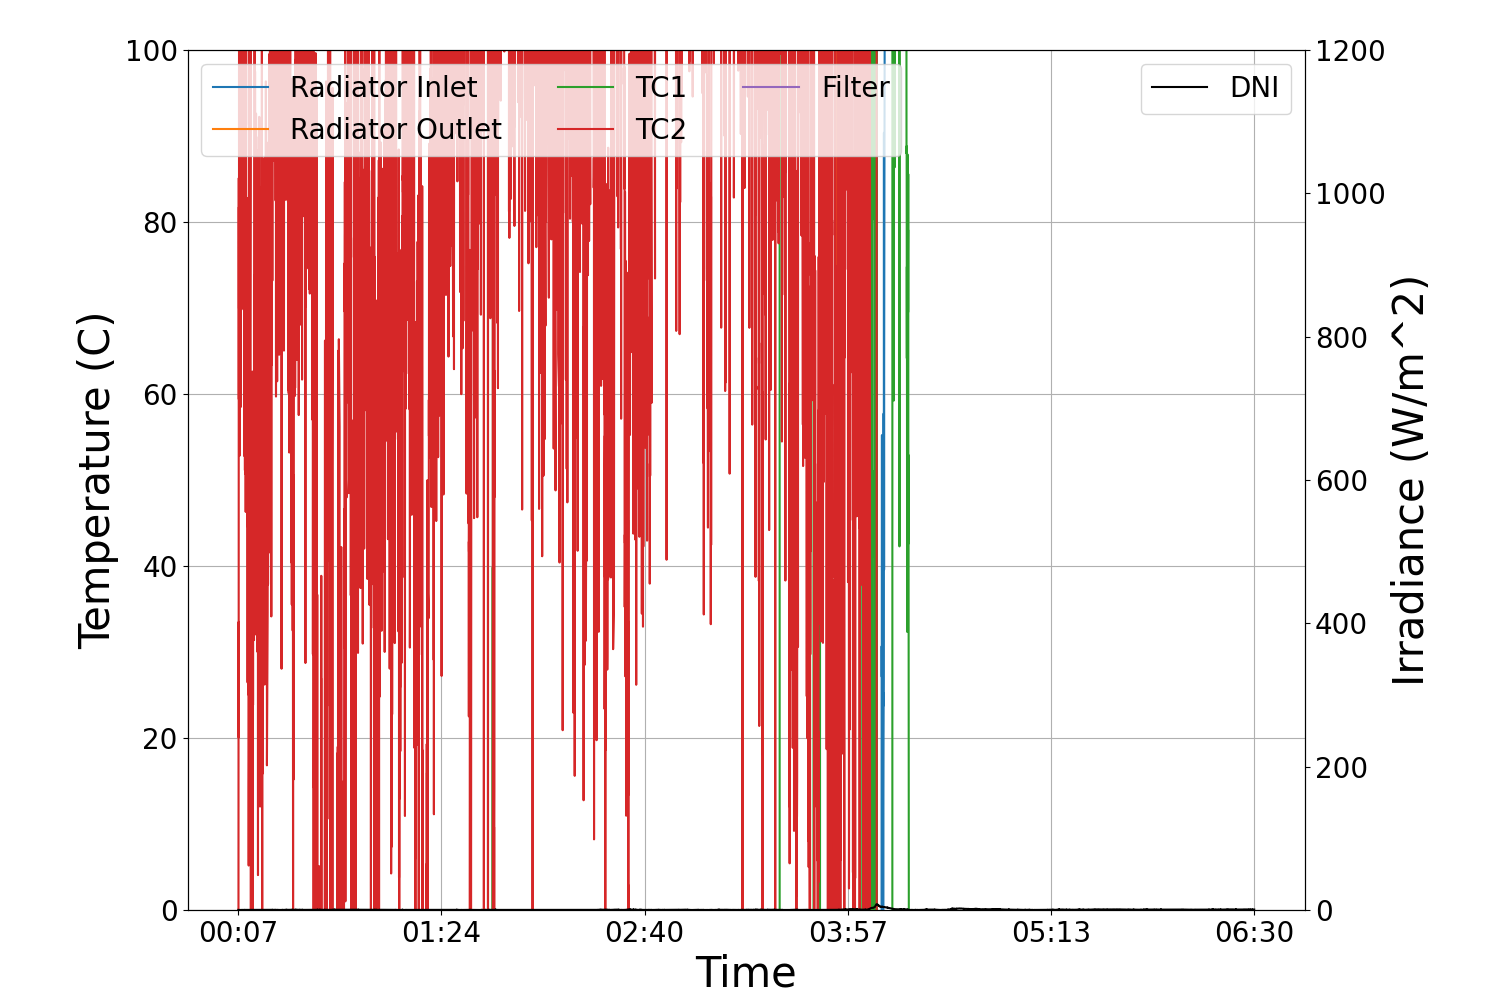 100
80
60
40
20
0
Temperature (C)
Radiator Inlet
Radiator Outlet
TC1
TC2
Filter
DNI
1200
1000
800
600
400
200
0
Irradiance (W/m^2)
00:07 01:24 02:40 03:57 05:13 06:30
Time